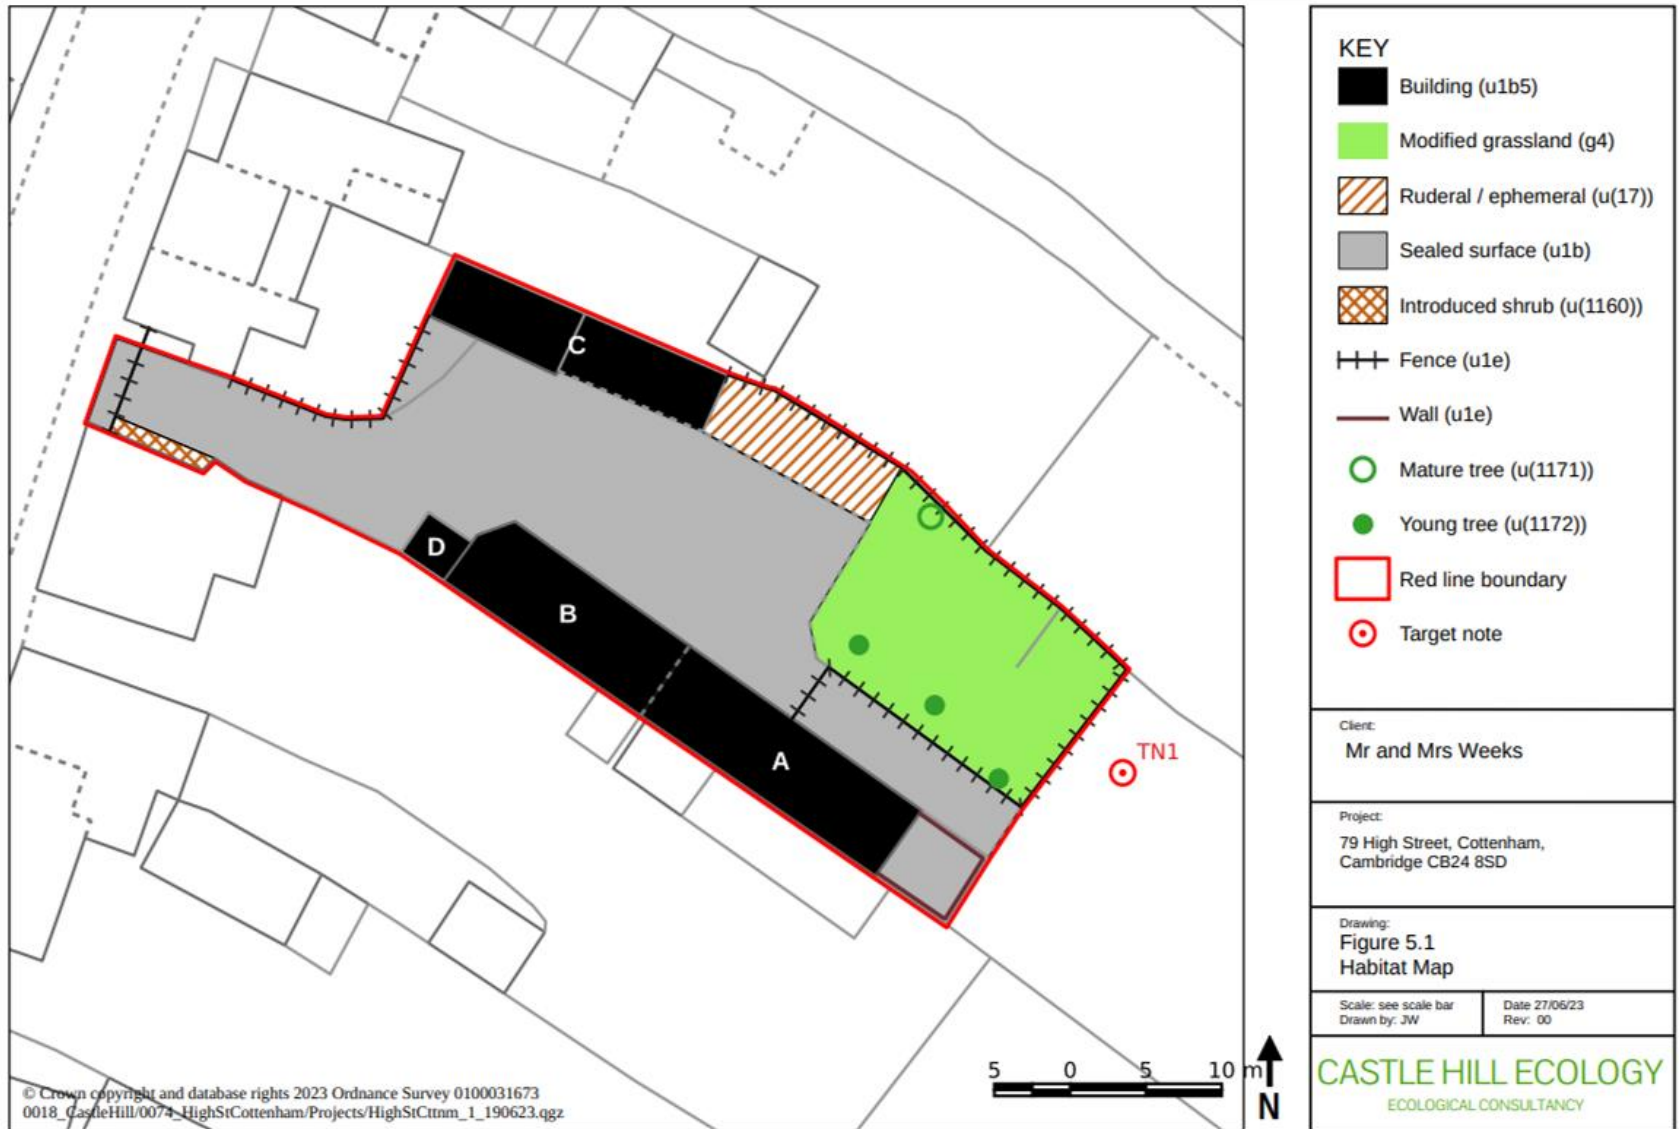 C
D
B
A
TN1
5 0 5 10 m
N
© Crown copyright and database rights 2023 Ordnance Survey 0100031673
0018_CastleHill/0074_HighStCottenham/Projects/HighStCttnm_1_190623.qgz
KEY
Building (u1b5)
Modified grassland (g4)
Ruderal / ephemeral (u(17))
Sealed surface (u1b)
Introduced shrub (u(1160))
Fence (u1e)
Wall (u1e)
Mature tree (u(1171))
Young tree (u(1172))
Red line boundary
Target note
Client:
Mr and Mrs Weeks
Project:
79 High Street, Cottenham,
Cambridge CB24 8SD
Drawing:
Figure 5.1
Habitat Map
Scale: see scale bar
Drawn by: JW
Date 27/06/23
Rev: 00
CASTLE HILL ECOLOGY
ECOLOGICAL CONSULTANCY